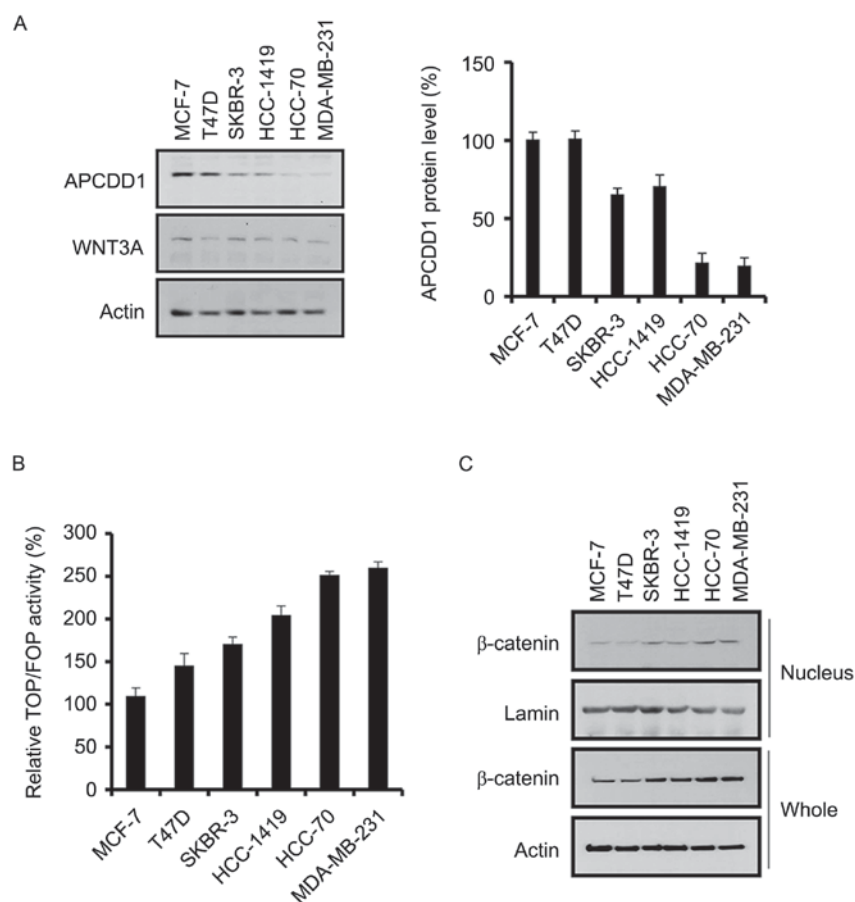 A
MCF-7
T47D
SKBR-3
HCC-1419
HCC-70
MDA-MB-231
APCDD1
WNT3A
Actin
APCDD1 protein level (%)
150
100
50
0
MCF-7
T47D
SKBR-3
HCC-1419
HCC-70
MDA-MB-231
B
Relative TOP/FOP activity (%)
300
250
200
150
100
50
0
MCF-7
T47D
SKBR-3
HCC-1419
HCC-70
MDA-MB-231
C
MCF-7
T47D
SKBR-3
HCC-1419
HCC-70
MDA-MB-231
β-catenin
Lamin
Nucleus
β-catenin
Actin
Whole